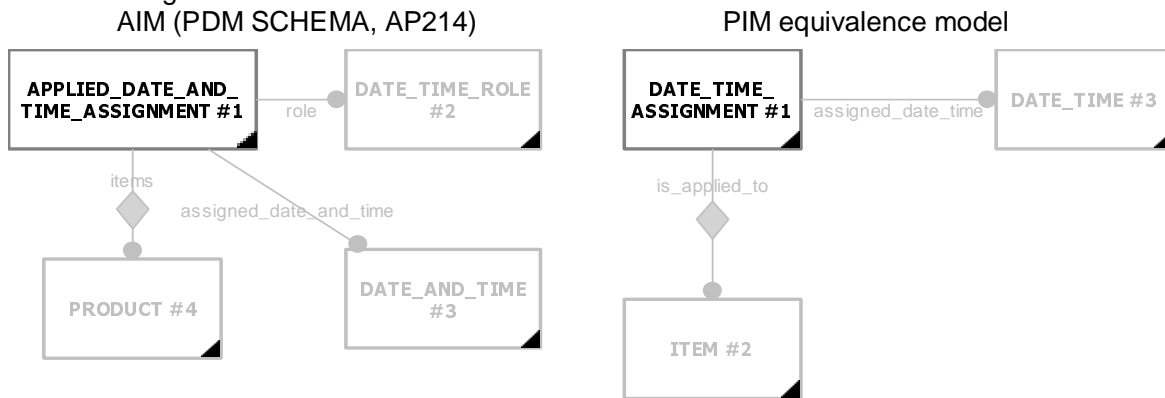 AIM (PDM SCHEMA, AP214)
PIM equivalence model
APPLIED_DATE_AND_
TIME_ASSIGNMENT #1
role
DATE_TIME_ROLE
#2
items
assigned_date_and_time
PRODUCT #4
DATE_AND_TIME
#3
DATE_TIME_
ASSIGNMENT #1
assigned_date_time
DATE_TIME #3
is_applied_to
ITEM #2